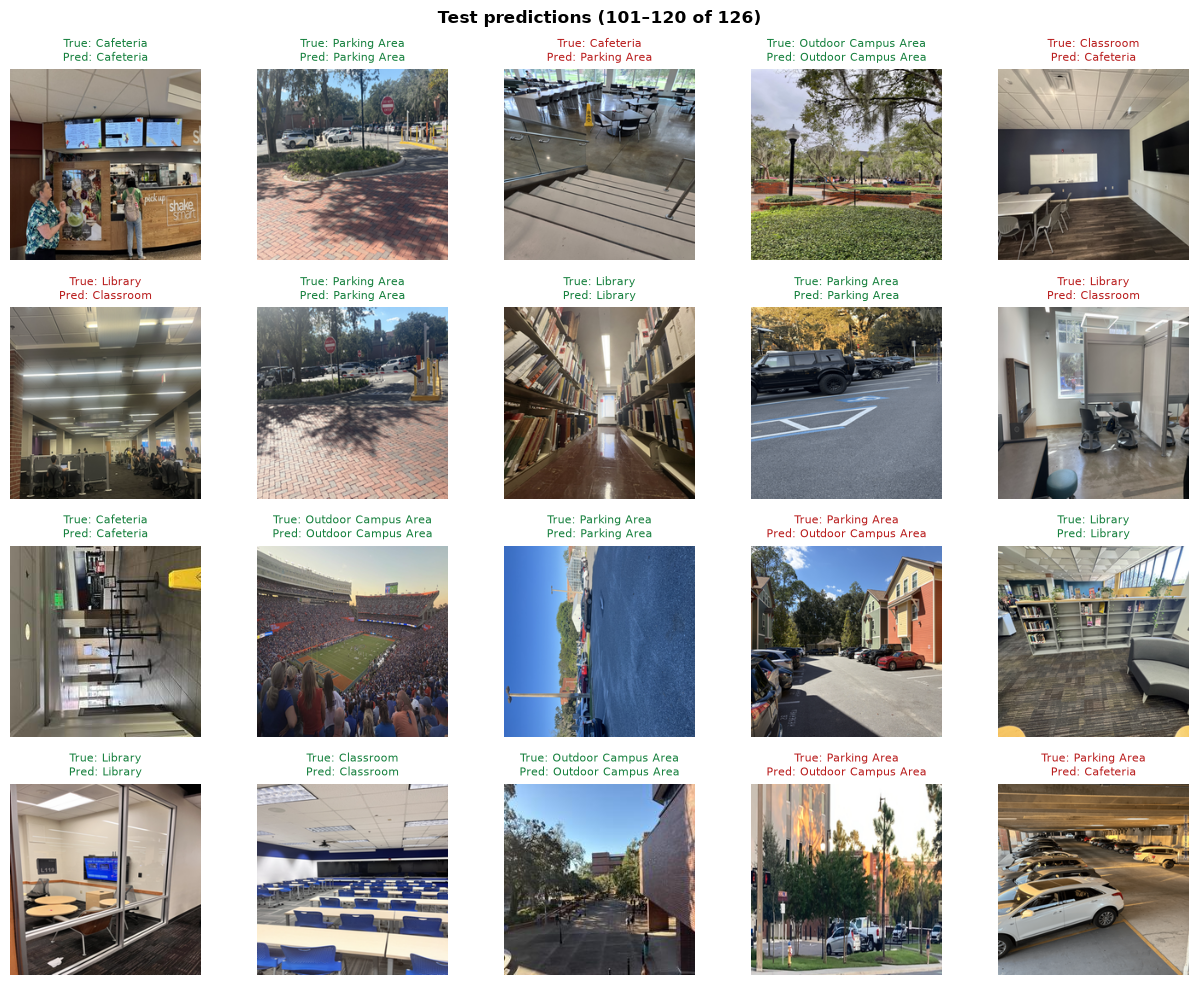 Test predictions (101–120 of 126)
True: Cafeteria
Pred: Cafeteria
True: Parking Area
Pred: Parking Area
True: Cafeteria
Pred: Parking Area
True: Outdoor Campus Area
Pred: Outdoor Campus Area
True: Classroom
Pred: Cafeteria
pick up
shake
smart
True: Library
Pred: Classroom
True: Parking Area
Pred: Parking Area
True: Library
Pred: Library
True: Parking Area
Pred: Parking Area
True: Library
Pred: Classroom
True: Cafeteria
Pred: Cafeteria
True: Outdoor Campus Area
Pred: Outdoor Campus Area
True: Parking Area
Pred: Parking Area
True: Parking Area
Pred: Outdoor Campus Area
True: Library
Pred: Library
True: Library
Pred: Library
True: Classroom
Pred: Classroom
True: Outdoor Campus Area
Pred: Outdoor Campus Area
True: Parking Area
Pred: Outdoor Campus Area
True: Parking Area
Pred: Cafeteria
L119